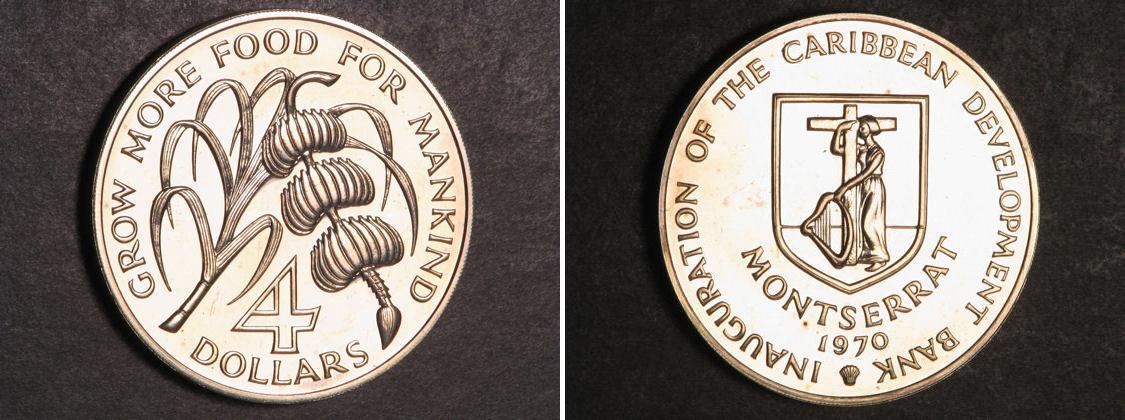 GROW MORE FOOD FOR MANKIND
4
DOLLARS
INAUGURATION OF THE CARIBBEAN DEVELOPMENT BANK
MONTSERRAT
1970